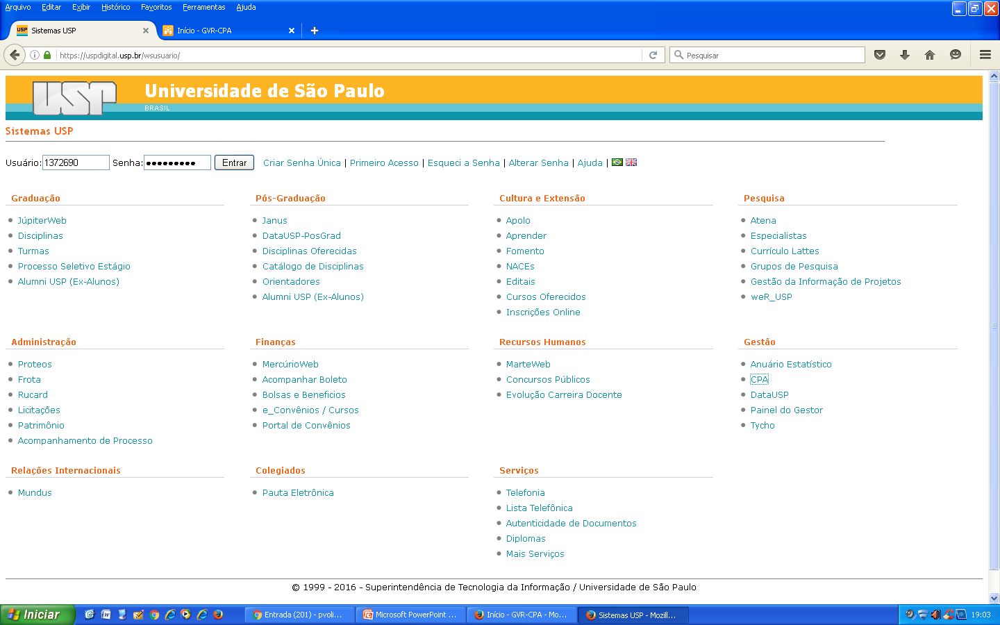 Arquivo Editar Exibir Histórico Favoritos Ferramentas Ajuda
USP Sistemas USP Início - GVR-CPA
https://uspdigital.usp.br/wsusuario/ Pesquisar
USP Universidade de São Paulo
BRASIL
Sistemas USP
Usuário: 1372690 Senha: ●●●●●●●●● Entrar Criar Senha Única | Primeiro Acesso | Esqueci a Senha | Alterar Senha | Ajuda |
Graduação
JúpiterWeb
Disciplinas
Turmas
Processo Seletivo Estágio
Alumni USP (Ex-Alunos)
Pós-Graduação
Janus
DataUSP-PosGrad
Disciplinas Oferecidas
Catálogo de Disciplinas
Orientadores
Alumni USP (Ex-Alunos)
Cultura e Extensão
Apolo
Aprender
Fomento
NACEs
Editais
Cursos Oferecidos
Inscrições Online
Pesquisa
Atena
Especialistas
Currículo Lattes
Grupos de Pesquisa
Gestão da Informação de Projetos
weR_USP
Administração
Proteos
Frota
Rucard
Licitações
Patrimônio
Acompanhamento de Processo
Finanças
MercúrioWeb
Acompanhar Boleto
Bolsas e Beneficios
e_Convênios / Cursos
Portal de Convênios
Recursos Humanos
MarteWeb
Concursos Públicos
Evolução Carreira Docente
Gestão
Anuário Estatístico
CPA
DataUSP
Painel do Gestor
Tycho
Relações Internacionais
Mundus
Colegiados
Pauta Eletrônica
Serviços
Telefonia
Lista Telefônica
Autenticidade de Documentos
Diplomas
Mais Serviços
© 1999 - 2016 - Superintendência de Tecnologia da Informação / Universidade de São Paulo
Iniciar Entrada (201) - pvoli... Microsoft PowerPoint ... Início - GVR-CPA - Mo... Sistemas USP - Mozill... 19:03